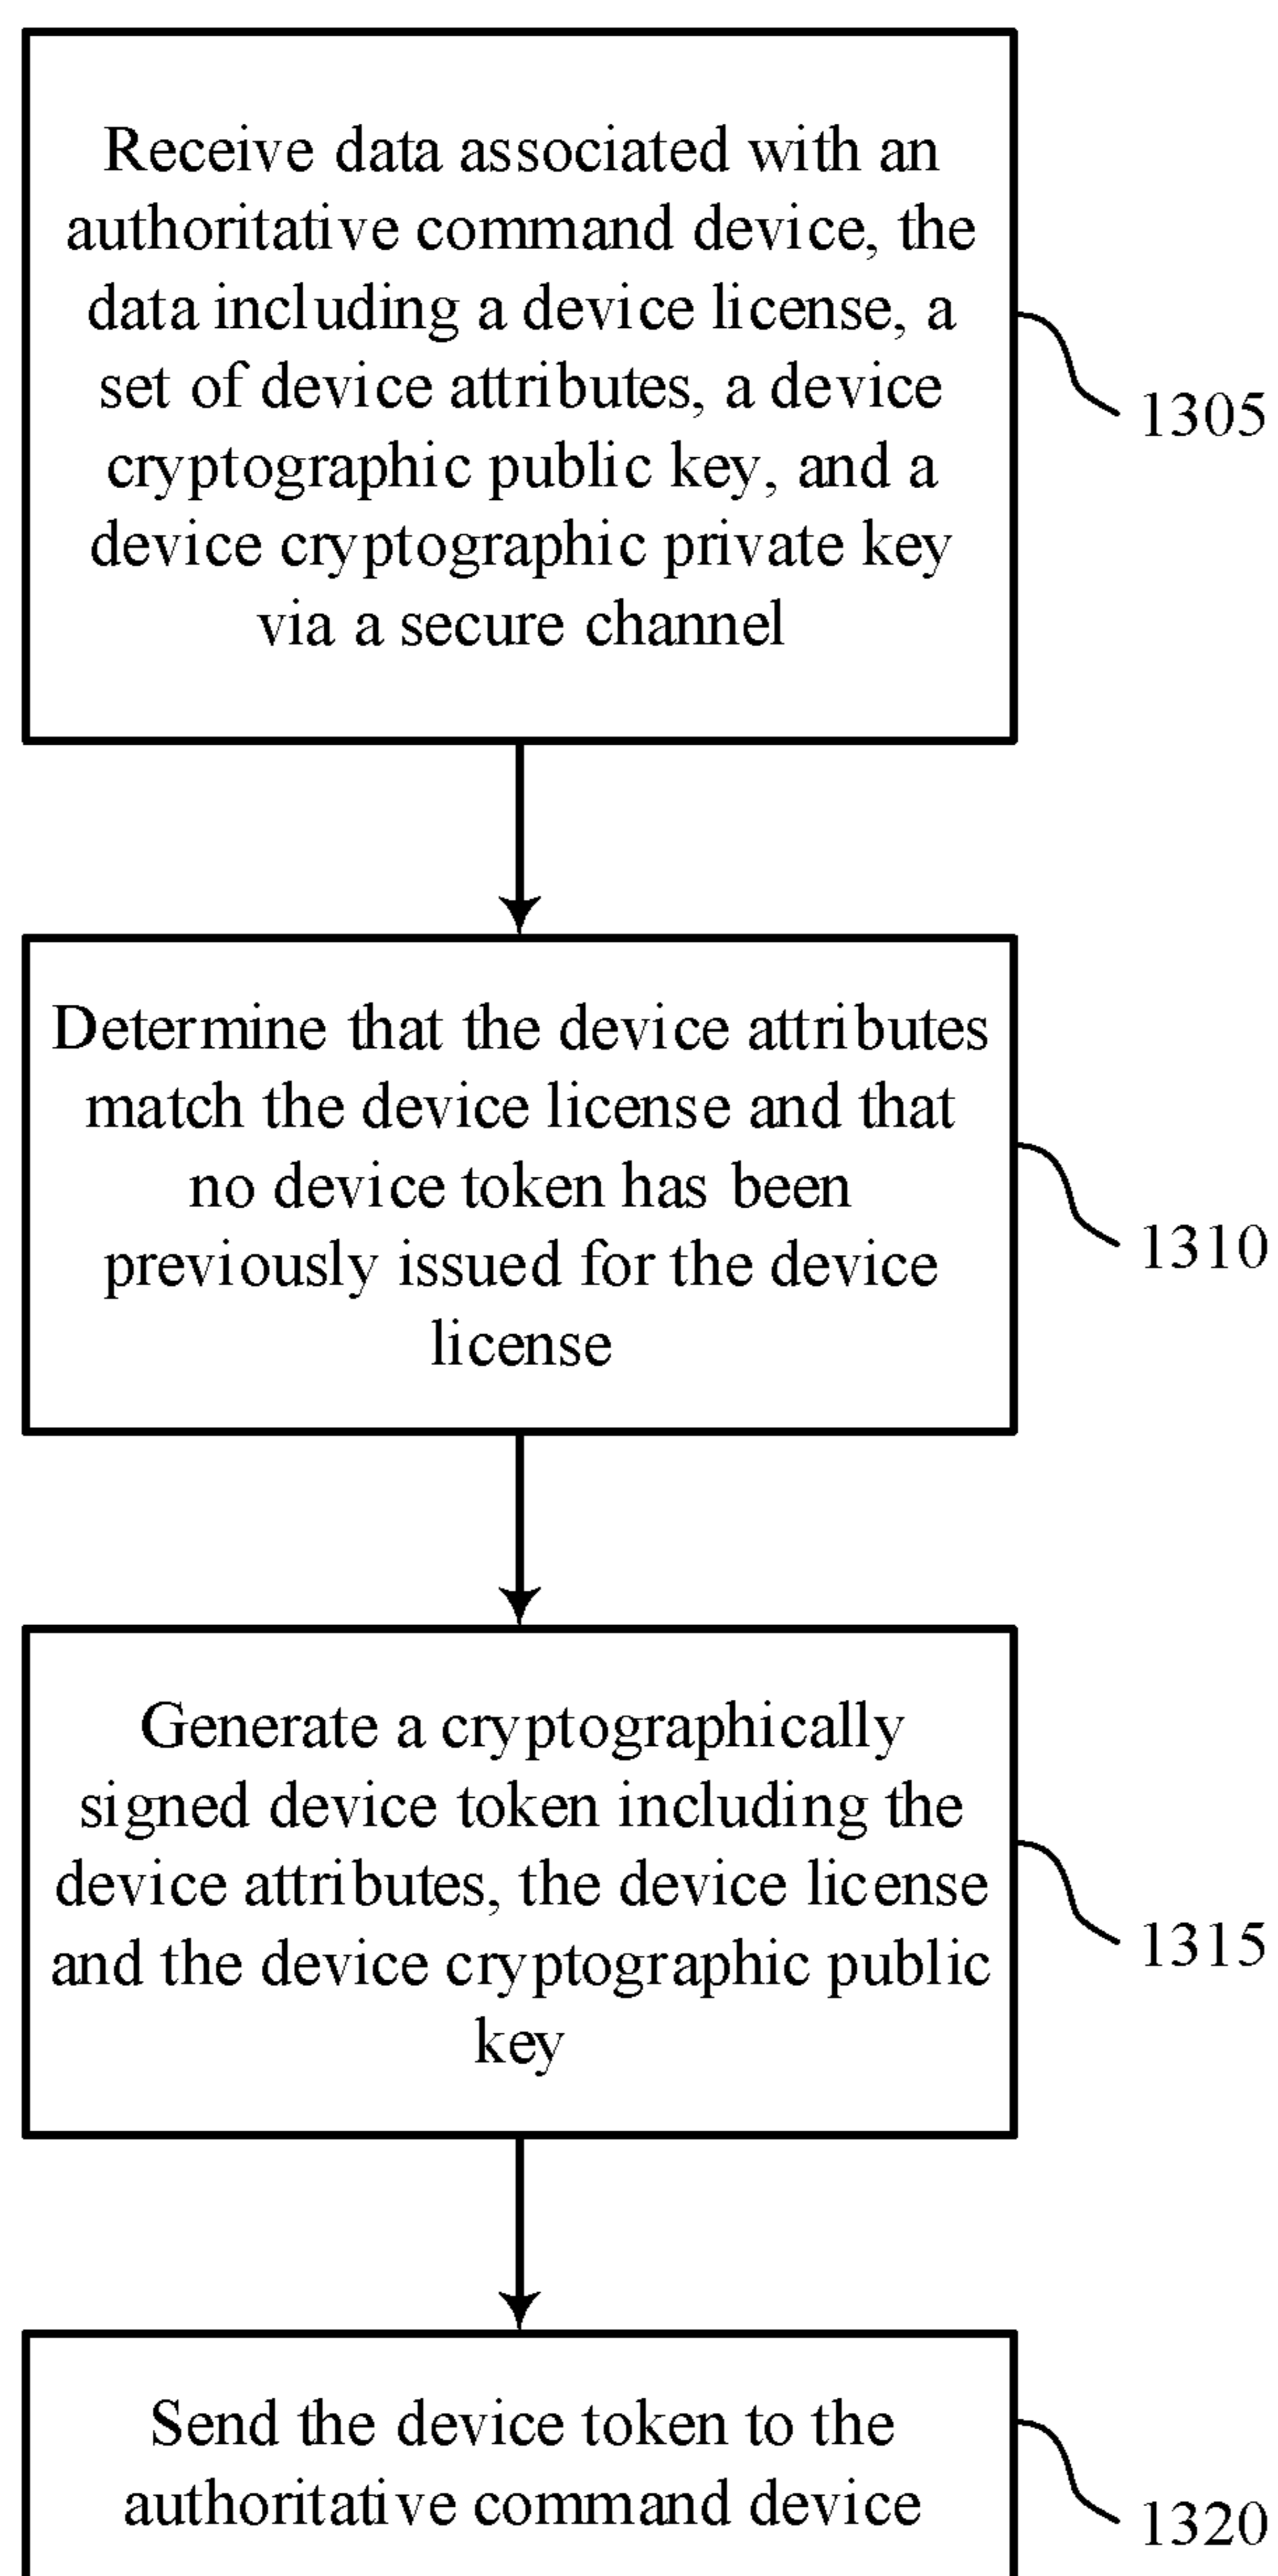 Receive data associated with an
authoritative command device, the
data including a device license, a
set of device attributes, a device
cryptographic public key, and a
device cryptographic private key
via a secure channel
1305
Determine that the device attributes
match the device license and that
no device token has been
previously issued for the device
license
1310
Generate a cryptographically
signed device token including the
device attributes, the device license
and the device cryptographic public
key
1315
Send the device token to the
authoritative command device
1320